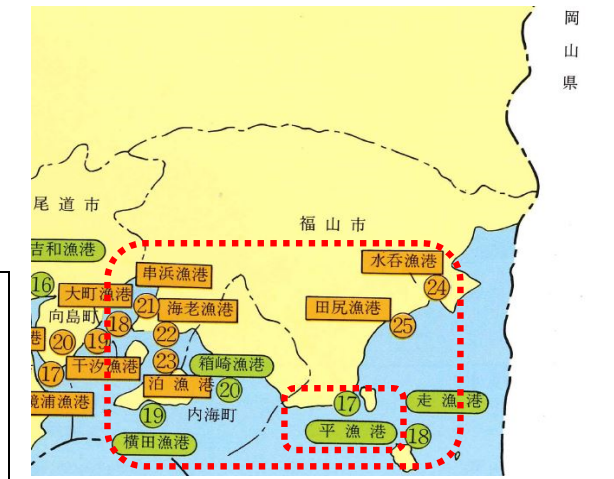 岡山県
尾道市
福山市
吉和漁港
水呑漁港
串浜漁港
16
大町漁港
24
21
海老漁港
田尻漁港
向島町
18
25
20
19
22
港
干汐漁港
23
箱崎漁港
17
泊漁港
20
17
走漁港
鏡浦漁港
19
内海町
平漁港
18
横田漁港